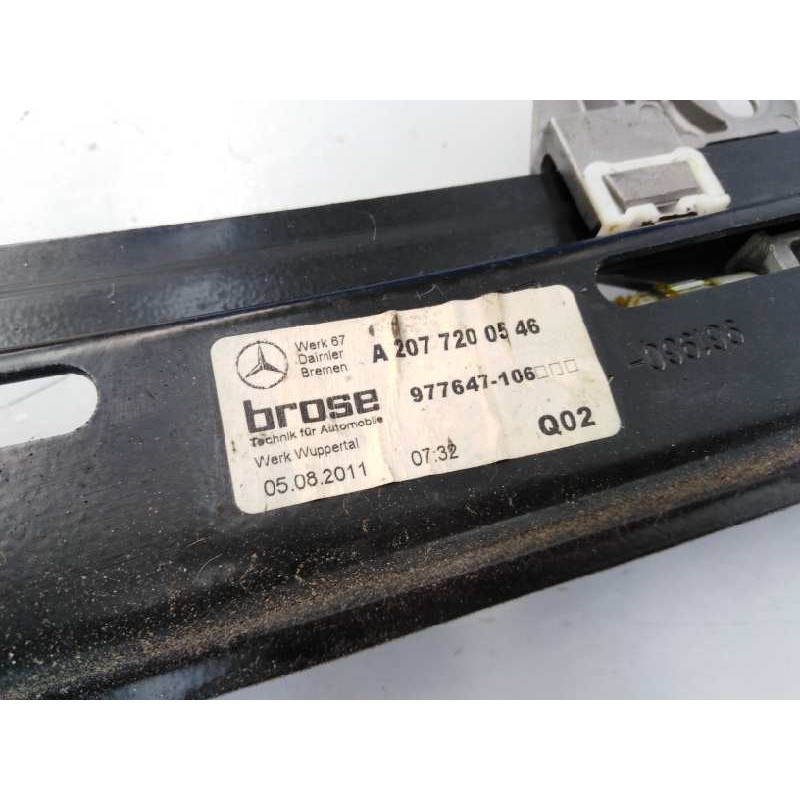 Werk 67
Daimler
Bremen
A 207 720 05 46
brose
977647-106
Technik für Automobile
Werk Wuppertal
Q02
05.08.2011 07:32